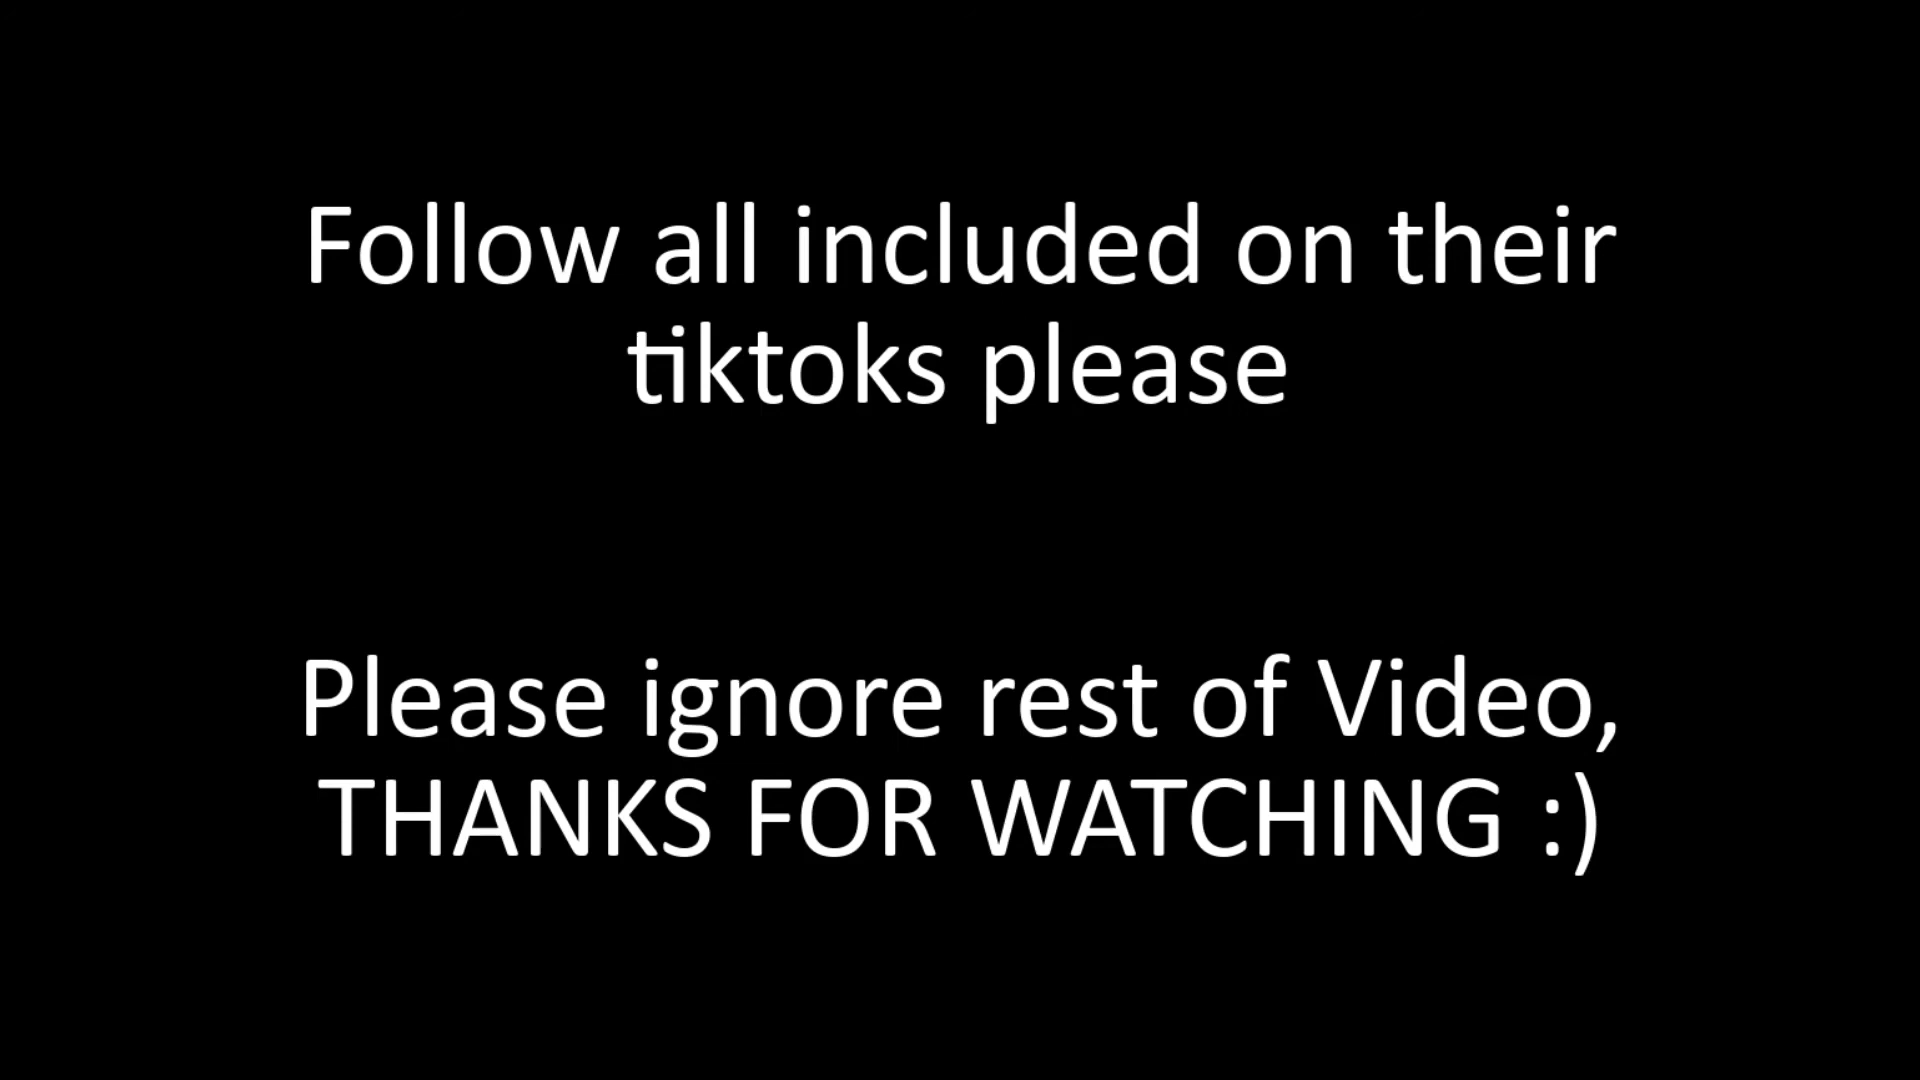 Follow all included on their
tiktoks please
Please ignore rest of Video,
THANKS FOR WATCHING :)